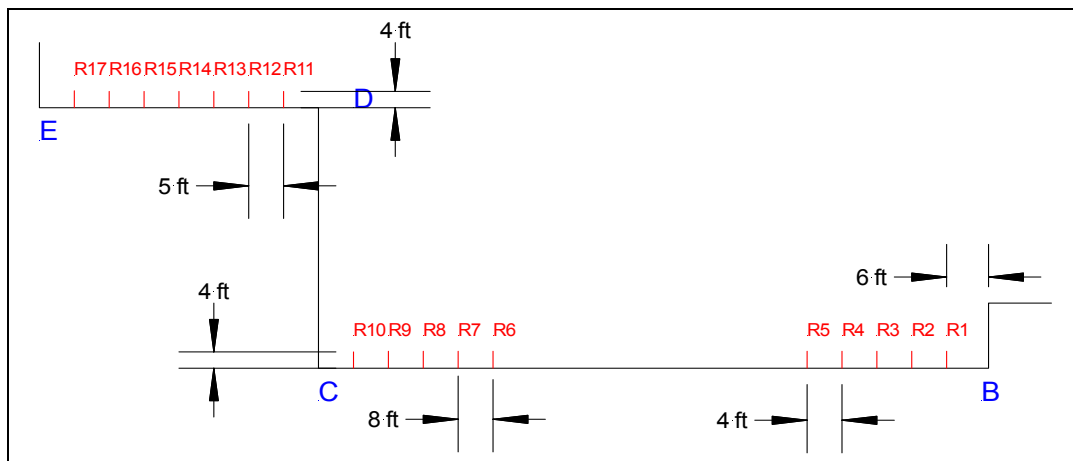 4 ft
R17 R16 R15 R14 R13 R12 R11
D
E
5 ft
6 ft
4 ft
R10 R9 R8 R7 R6 R5 R4 R3 R2 R1
C B
8 ft 4 ft